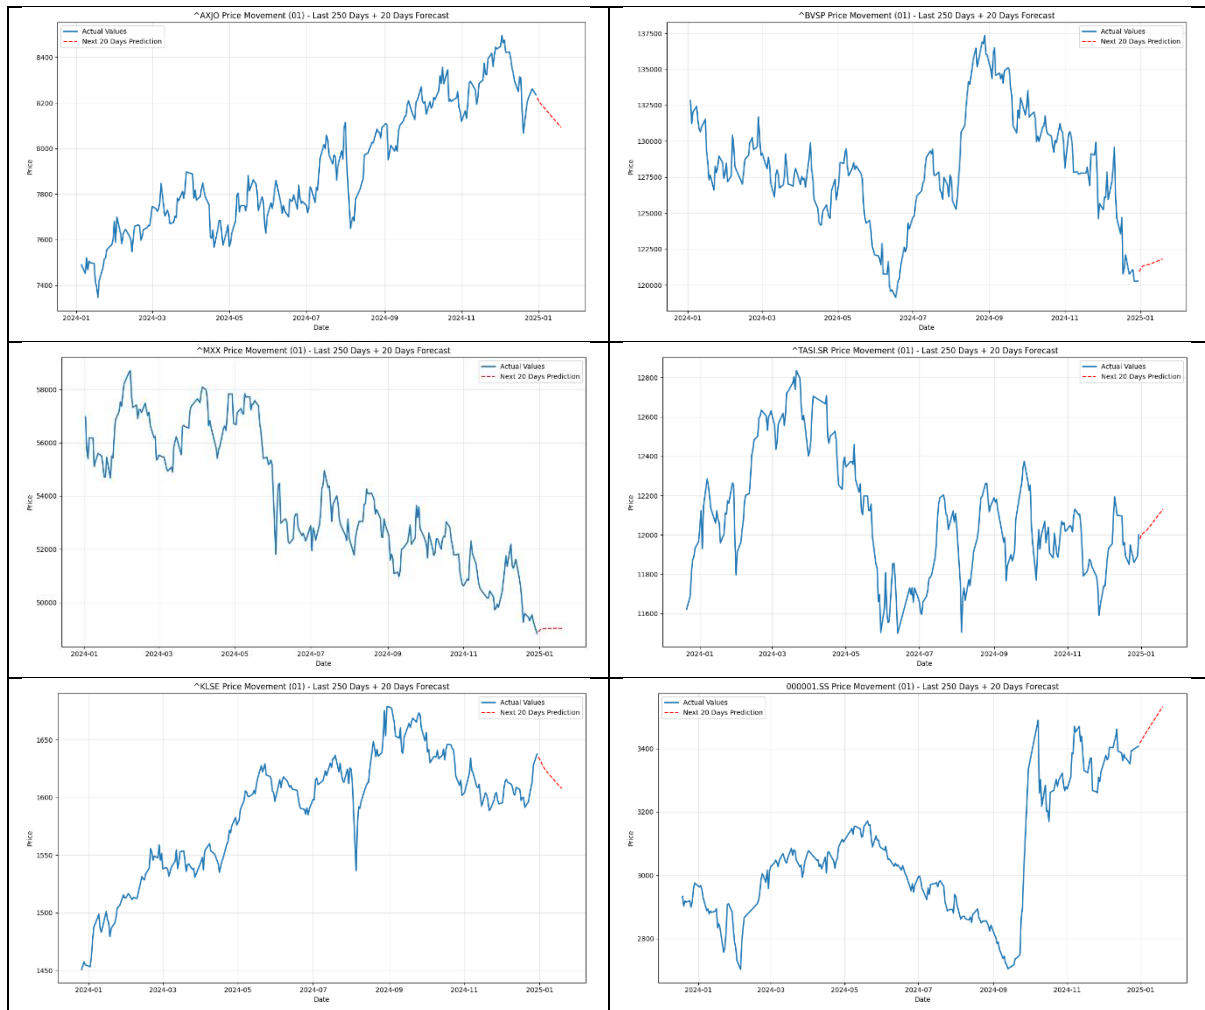 ^AXJO Price Movement (01) - Last 250 Days + 20 Days Forecast
Actual Values
Next 20 Days Prediction
8400
8200
8000
7800
7600
7400
Price
2024-01 2024-03 2024-05 2024-07 2024-09 2024-11 2025-01
Date
^BVSP Price Movement (01) - Last 250 Days + 20 Days Forecast
Actual Values
Next 20 Days Prediction
137500
135000
132500
130000
127500
125000
122500
120000
Price
2024-01 2024-03 2024-05 2024-07 2024-09 2024-11 2025-01
Date
^MXX Price Movement (01) - Last 250 Days + 20 Days Forecast
Actual Values
Next 20 Days Prediction
58000
56000
54000
52000
50000
Price
2024-01 2024-03 2024-05 2024-07 2024-09 2024-11 2025-01
Date
^TASI.SR Price Movement (01) - Last 250 Days + 20 Days Forecast
Actual Values
Next 20 Days Prediction
12800
12600
12400
12200
12000
11800
11600
Price
2024-01 2024-03 2024-05 2024-07 2024-09 2024-11 2025-01
Date
^KLSE Price Movement (01) - Last 250 Days + 20 Days Forecast
Actual Values
Next 20 Days Prediction
1650
1600
1550
1500
1450
Price
2024-01 2024-03 2024-05 2024-07 2024-09 2024-11 2025-01
Date
000001.SS Price Movement (01) - Last 250 Days + 20 Days Forecast
Actual Values
Next 20 Days Prediction
3400
3200
3000
2800
Price
2024-01 2024-03 2024-05 2024-07 2024-09 2024-11 2025-01
Date